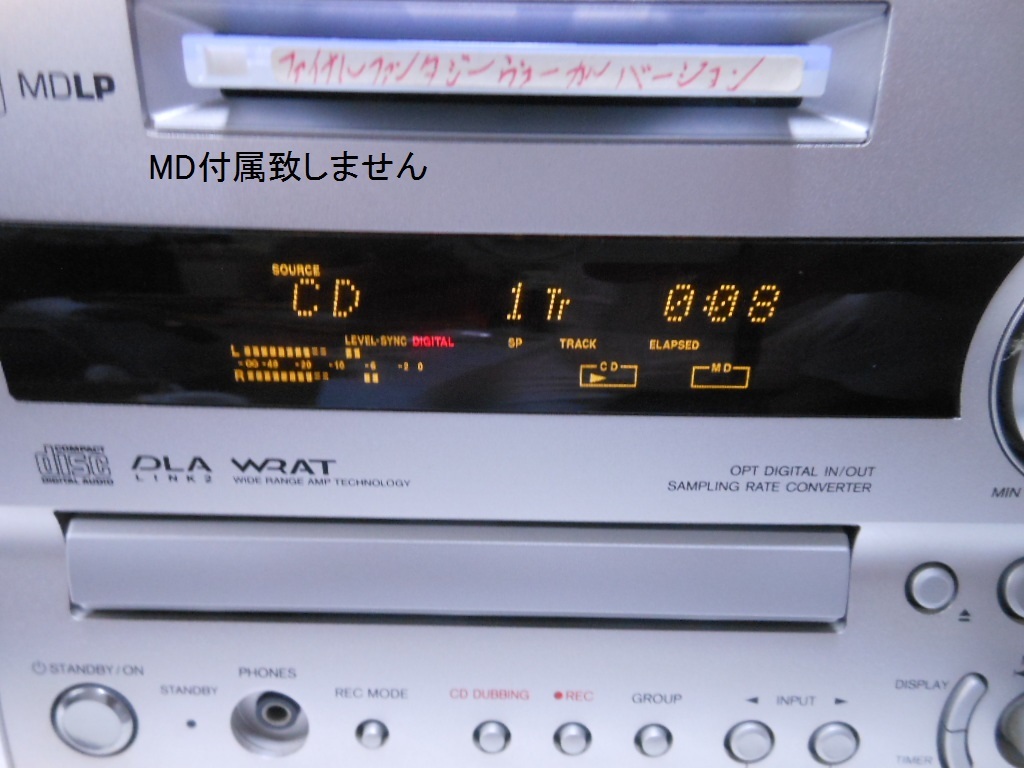 ファイナルファンタジーヴォーカルバージョン
MDLP
MD付属致しません
SOURCE
CD 1 Tr 0:08
LEVEL-SYNC DIGITAL SP TRACK ELAPSED
L
-∞ -40 -20 -10 -6 -2 0
R
CD MD
COMPACT
disc
DIGITAL AUDIO
DLA
LINK2
WRAT
WIDE RANGE AMP TECHNOLOGY
OPT DIGITAL IN/OUT
SAMPLING RATE CONVERTER
MIN
STANDBY/ON
STANDBY
PHONES
REC MODE
CD DUBBING
REC
GROUP
INPUT
DISPLAY
TIMER